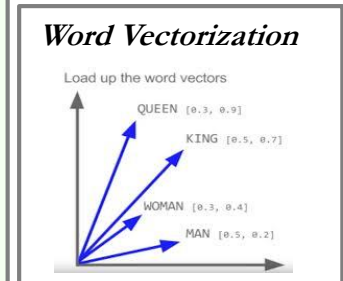 Word Vectorization
Load up the word vectors
QUEEN [0.3, 0.9]
KING [0.5, 0.7]
WOMAN [0.3, 0.4]
MAN [0.5, 0.2]